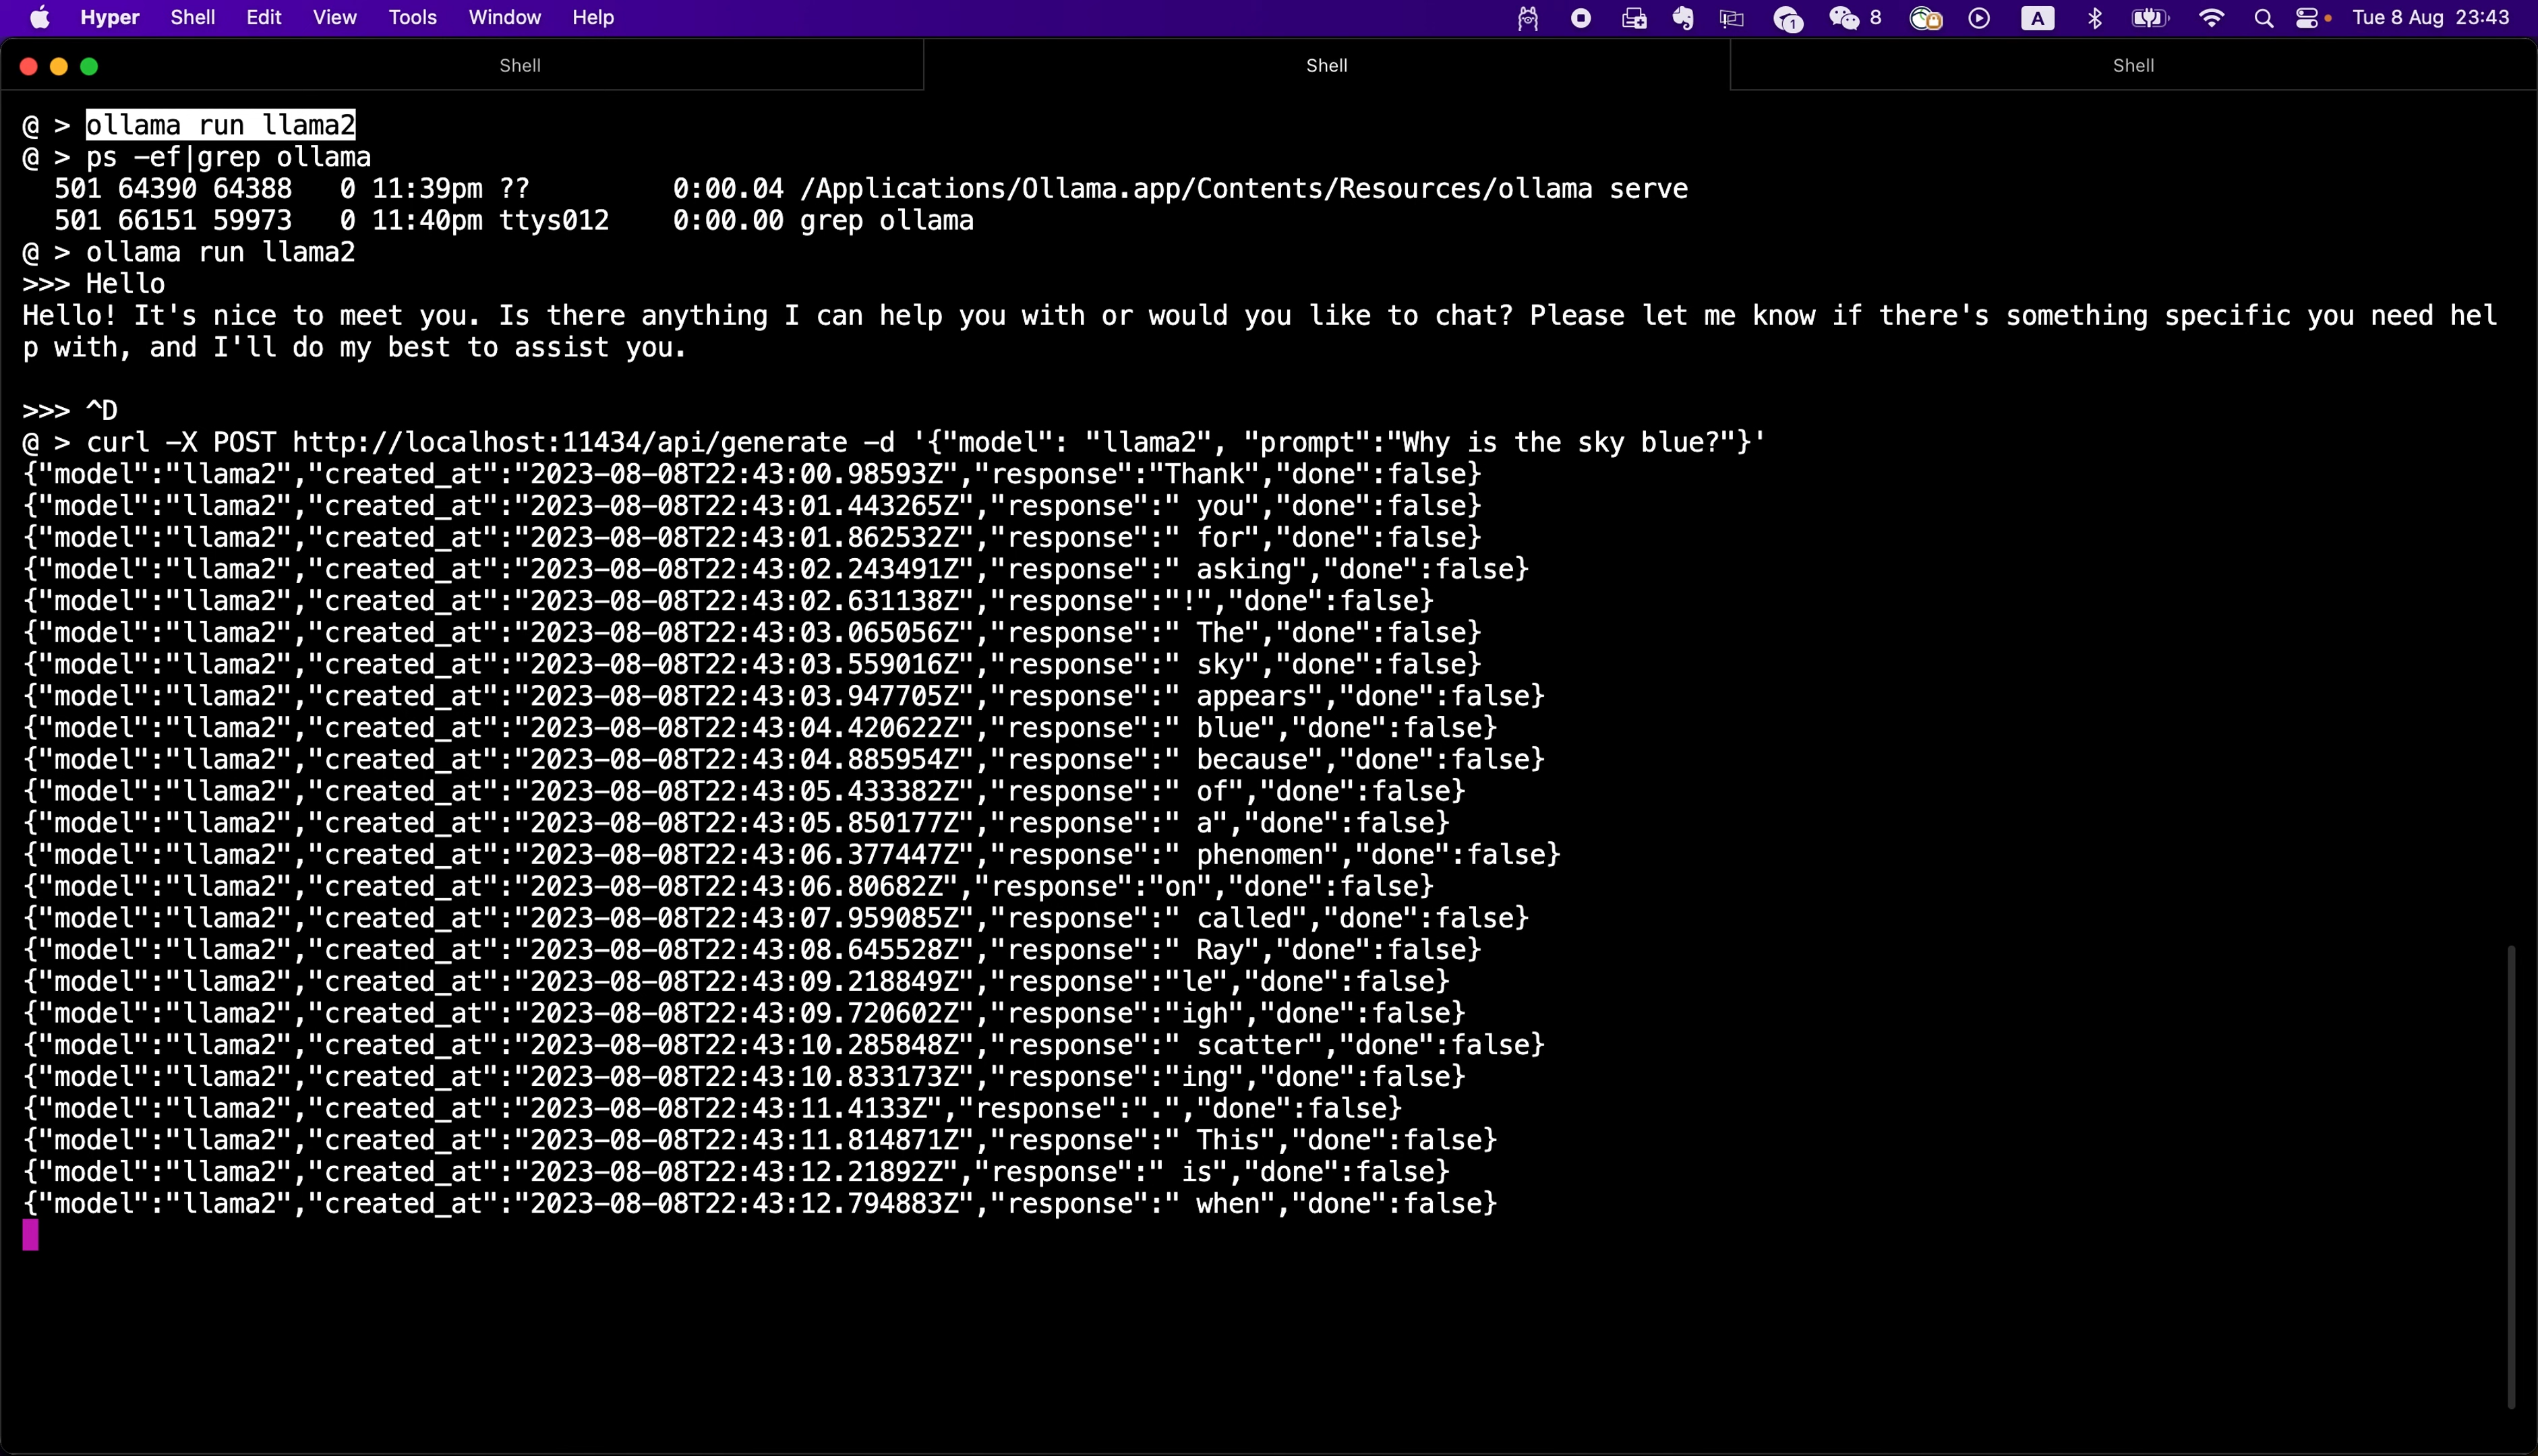 Hyper Shell Edit View Tools Window Help 1 8 A Tue 8 Aug 23:43
Shell Shell Shell
@ > ollama run llama2
@ > ps -ef|grep ollama
501 64390 64388 0 11:39pm ?? 0:00.04 /Applications/Ollama.app/Contents/Resources/ollama serve
501 66151 59973 0 11:40pm ttys012 0:00.00 grep ollama
@ > ollama run llama2
>>> Hello
Hello! It's nice to meet you. Is there anything I can help you with or would you like to chat? Please let me know if there's something specific you need hel
p with, and I'll do my best to assist you.
>>> ^D
@ > curl -X POST http://localhost:11434/api/generate -d '{"model": "llama2", "prompt":"Why is the sky blue?"}'
{"model":"llama2","created_at":"2023-08-08T22:43:00.98593Z","response":"Thank","done":false}
{"model":"llama2","created_at":"2023-08-08T22:43:01.443265Z","response":" you","done":false}
{"model":"llama2","created_at":"2023-08-08T22:43:01.862532Z","response":" for","done":false}
{"model":"llama2","created_at":"2023-08-08T22:43:02.243491Z","response":" asking","done":false}
{"model":"llama2","created_at":"2023-08-08T22:43:02.631138Z","response":"!","done":false}
{"model":"llama2","created_at":"2023-08-08T22:43:03.065056Z","response":" The","done":false}
{"model":"llama2","created_at":"2023-08-08T22:43:03.559016Z","response":" sky","done":false}
{"model":"llama2","created_at":"2023-08-08T22:43:03.947705Z","response":" appears","done":false}
{"model":"llama2","created_at":"2023-08-08T22:43:04.420622Z","response":" blue","done":false}
{"model":"llama2","created_at":"2023-08-08T22:43:04.885954Z","response":" because","done":false}
{"model":"llama2","created_at":"2023-08-08T22:43:05.433382Z","response":" of","done":false}
{"model":"llama2","created_at":"2023-08-08T22:43:05.850177Z","response":" a","done":false}
{"model":"llama2","created_at":"2023-08-08T22:43:06.377447Z","response":" phenomen","done":false}
{"model":"llama2","created_at":"2023-08-08T22:43:06.80682Z","response":"on","done":false}
{"model":"llama2","created_at":"2023-08-08T22:43:07.959085Z","response":" called","done":false}
{"model":"llama2","created_at":"2023-08-08T22:43:08.645528Z","response":" Ray","done":false}
{"model":"llama2","created_at":"2023-08-08T22:43:09.218849Z","response":"le","done":false}
{"model":"llama2","created_at":"2023-08-08T22:43:09.720602Z","response":"igh","done":false}
{"model":"llama2","created_at":"2023-08-08T22:43:10.285848Z","response":" scatter","done":false}
{"model":"llama2","created_at":"2023-08-08T22:43:10.833173Z","response":"ing","done":false}
{"model":"llama2","created_at":"2023-08-08T22:43:11.4133Z","response":".","done":false}
{"model":"llama2","created_at":"2023-08-08T22:43:11.814871Z","response":" This","done":false}
{"model":"llama2","created_at":"2023-08-08T22:43:12.21892Z","response":" is","done":false}
{"model":"llama2","created_at":"2023-08-08T22:43:12.794883Z","response":" when","done":false}